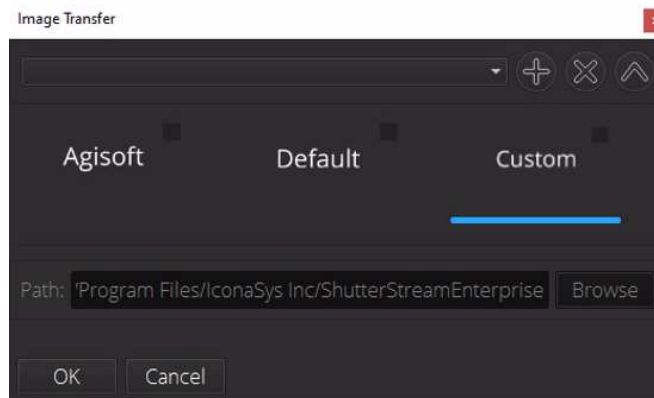 Image Transfer
Agisoft Default Custom
Path: 'Program Files/IconaSys Inc/ShutterStreamEnterprise Browse
OK Cancel